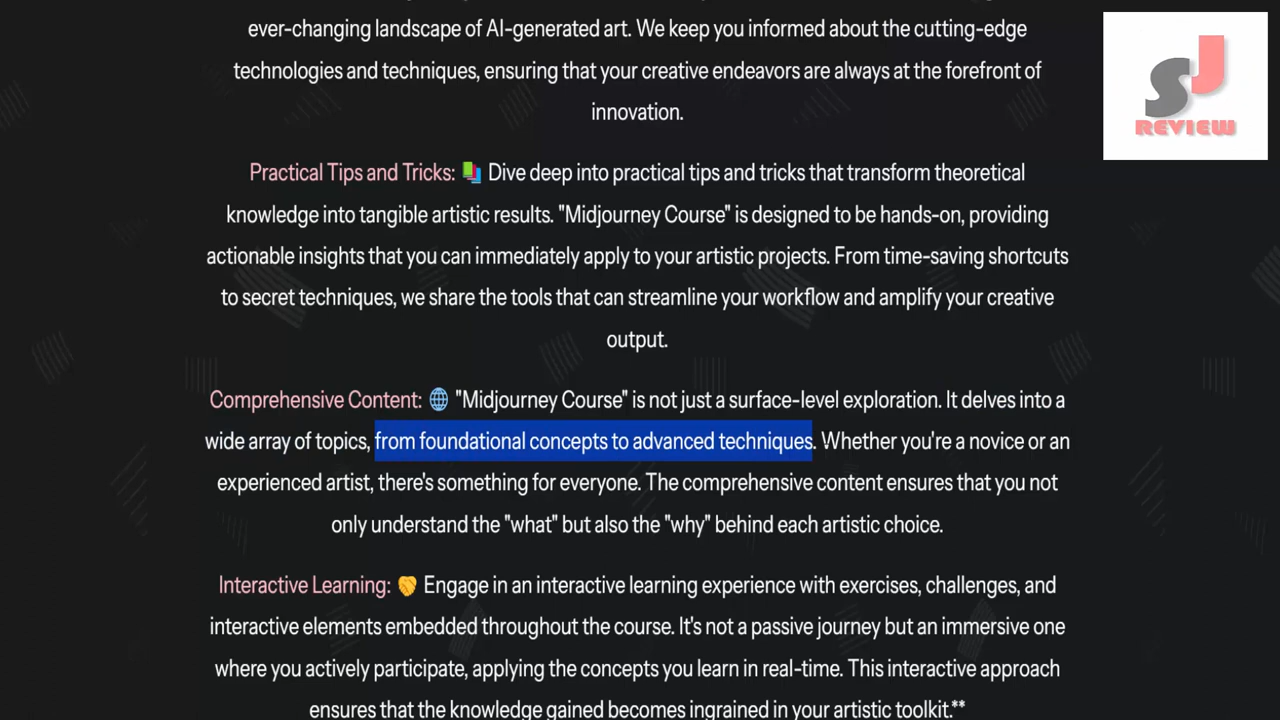 ever-changing landscape of AI-generated art. We keep you informed about the cutting-edge
technologies and techniques, ensuring that your creative endeavors are always at the forefront of
innovation.
SJ
REVIEW
Practical Tips and Tricks: 📚 Dive deep into practical tips and tricks that transform theoretical
knowledge into tangible artistic results. "Midjourney Course" is designed to be hands-on, providing
actionable insights that you can immediately apply to your artistic projects. From time-saving shortcuts
to secret techniques, we share the tools that can streamline your workflow and amplify your creative
output.
Comprehensive Content: 🌐 "Midjourney Course" is not just a surface-level exploration. It delves into a
wide array of topics, from foundational concepts to advanced techniques. Whether you're a novice or an
experienced artist, there's something for everyone. The comprehensive content ensures that you not
only understand the "what" but also the "why" behind each artistic choice.
Interactive Learning: 🤝 Engage in an interactive learning experience with exercises, challenges, and
interactive elements embedded throughout the course. It's not a passive journey but an immersive one
where you actively participate, applying the concepts you learn in real-time. This interactive approach
ensures that the knowledge gained becomes ingrained in your artistic toolkit.**